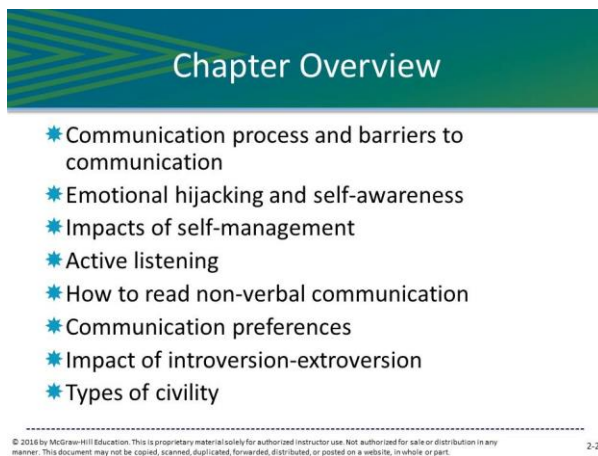 Chapter Overview
Communication process and barriers to
communication
Emotional hijacking and self-awareness
Impacts of self-management
Active listening
How to read non-verbal communication
Communication preferences
Impact of introversion-extroversion
Types of civility
© 2016 by McGraw-Hill Education. This is proprietary material solely for authorized instructor use. Not authorized for sale or distribution in any
manner. This document may not be copied, scanned, duplicated, forwarded, distributed, or posted on a website, in whole or part.
2-2